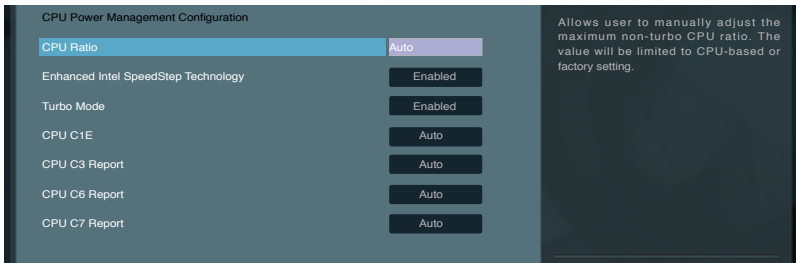 CPU Power Management Configuration
CPU Ratio Auto
Enhanced Intel SpeedStep Technology Enabled
Turbo Mode Enabled
CPU C1E Auto
CPU C3 Report Auto
CPU C6 Report Auto
CPU C7 Report Auto
Allows user to manually adjust the
maximum non-turbo CPU ratio. The
value will be limited to CPU-based or
factory setting.